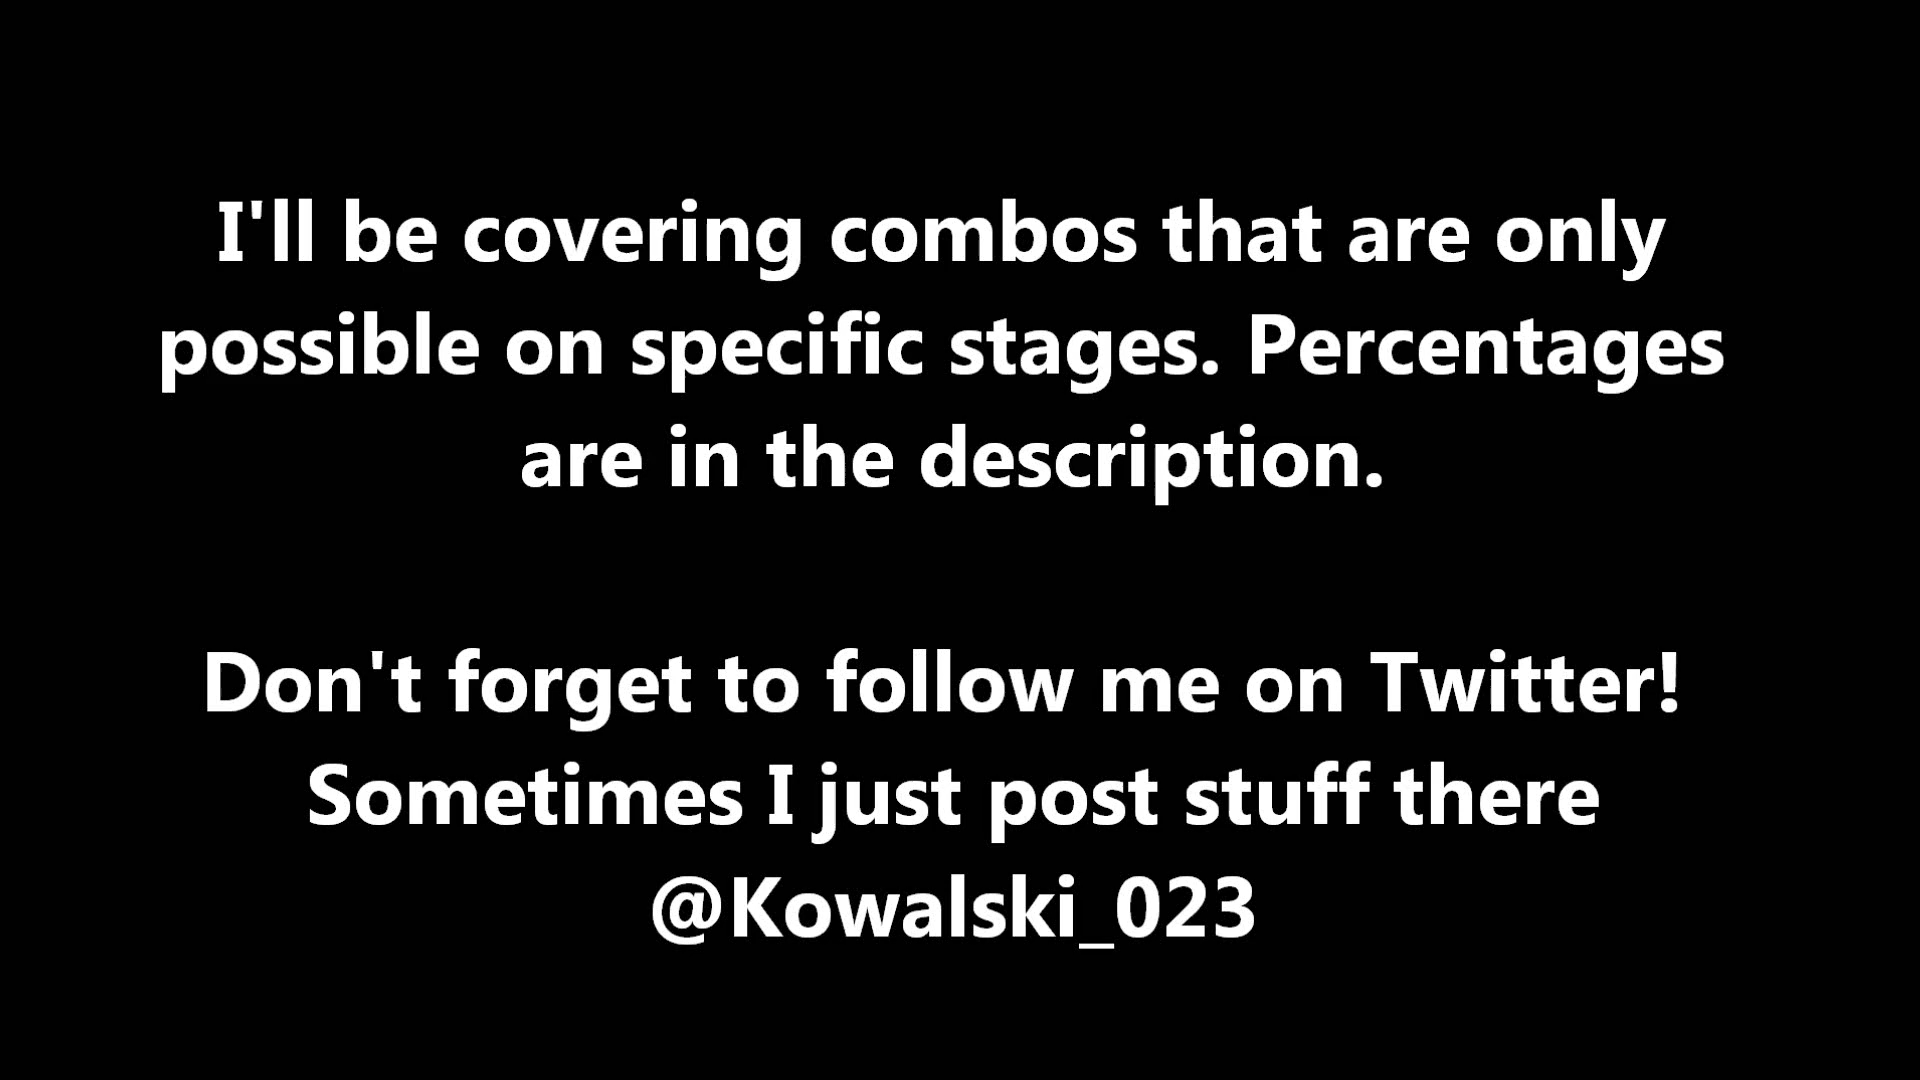 I'll be covering combos that are only
possible on specific stages. Percentages
are in the description.
Don't forget to follow me on Twitter!
Sometimes I just post stuff there
@Kowalski_023